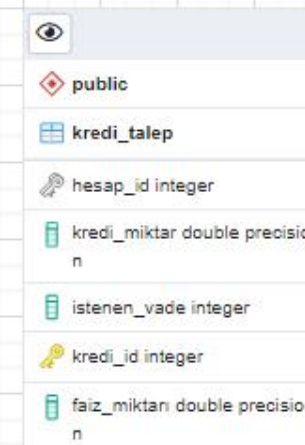 public
kredi_talep
hesap_id integer
kredi_miktar double precisio
n
istenen_vade integer
kredi_id integer
faiz_miktarı double precisio
n